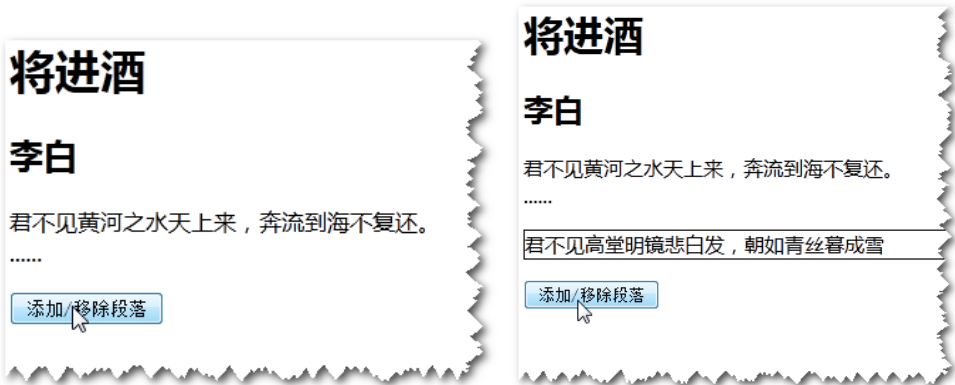 将进酒
李白
君不见黄河之水天上来，奔流到海不复还。
......
添加/移除段落
将进酒
李白
君不见黄河之水天上来，奔流到海不复还。
......
君不见高堂明镜悲白发，朝如青丝暮成雪
添加/移除段落